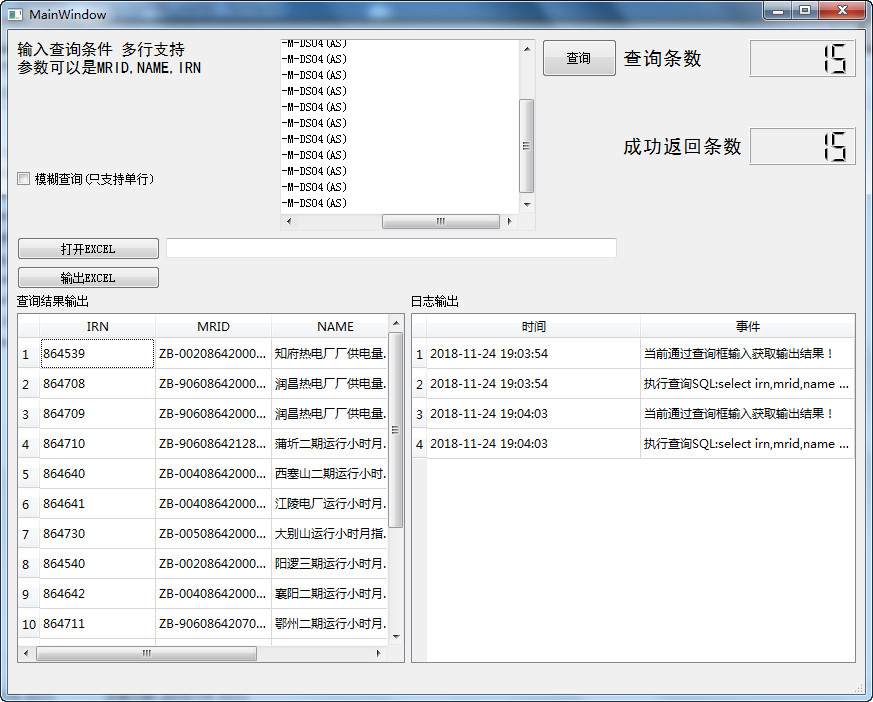 MainWindow
输入查询条件 多行支持
参数可以是MRID,NAME,IRN
-M-DS04(AS)
-M-DS04(AS)
-M-DS04(AS)
-M-DS04(AS)
-M-DS04(AS)
-M-DS04(AS)
-M-DS04(AS)
-M-DS04(AS)
-M-DS04(AS)
-M-DS04(AS)
-M-DS04(AS)
查询
查询条数
15
成功返回条数
15
模糊查询(只支持单行)
打开EXCEL
输出EXCEL
查询结果输出
IRN MRID NAME
1 864539 ZB-00208642000... 知府热电厂厂供电量.
2 864708 ZB-90608642000... 润昌热电厂厂供电量.
3 864709 ZB-90608642000... 润昌热电厂厂供电量.
4 864710 ZB-90608642128... 蒲圻二期运行小时月.
5 864640 ZB-00408642000... 西塞山二期运行小时.
6 864641 ZB-00408642000... 江陵电厂运行小时月.
7 864730 ZB-00508642000... 大别山运行小时月指.
8 864540 ZB-00208642000... 阳逻三期运行小时月.
9 864642 ZB-00408642000... 襄阳二期运行小时月.
10 864711 ZB-90608642070... 鄂州二期运行小时月.
日志输出
时间 事件
1 2018-11-24 19:03:54 当前通过查询框输入获取输出结果！
2 2018-11-24 19:03:54 执行查询SQL:select irn,mrid,name ...
3 2018-11-24 19:04:03 当前通过查询框输入获取输出结果！
4 2018-11-24 19:04:03 执行查询SQL:select irn,mrid,name ...